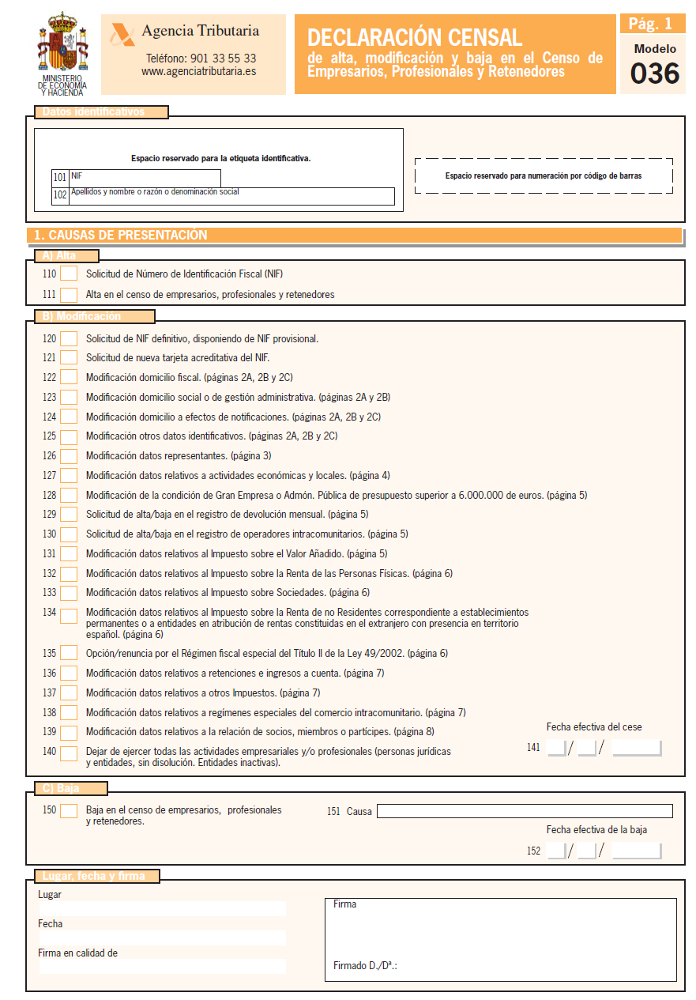 MINISTERIO
DE ECONOMÍA
Y HACIENDA
Agencia Tributaria
Teléfono: 901 33 55 33
www.agenciatributaria.es
DECLARACIÓN CENSAL
de alta, modificación y baja en el Censo de
Empresarios, Profesionales y Retenedores
Pág. 1
Modelo
036
Datos identificativos
Espacio reservado para la etiqueta identificativa.
101 NIF
102 Apellidos y nombre o razón o denominación social
Espacio reservado para numeración por código de barras
1. CAUSAS DE PRESENTACIÓN
A) Alta
110 Solicitud de Número de Identificación Fiscal (NIF)
111 Alta en el censo de empresarios, profesionales y retenedores
B) Modificación
120 Solicitud de NIF definitivo, disponiendo de NIF provisional.
121 Solicitud de nueva tarjeta acreditativa del NIF.
122 Modificación domicilio fiscal. (páginas 2A, 2B y 2C)
123 Modificación domicilio social o de gestión administrativa. (páginas 2A y 2B)
124 Modificación domicilio a efectos de notificaciones. (páginas 2A, 2B y 2C)
125 Modificación otros datos identificativos. (páginas 2A, 2B y 2C)
126 Modificación datos representantes. (página 3)
127 Modificación datos relativos a actividades económicas y locales. (página 4)
128 Modificación de la condición de Gran Empresa o Admón. Pública de presupuesto superior a 6.000.000 de euros. (página 5)
129 Solicitud de alta/baja en el registro de devolución mensual. (página 5)
130 Solicitud de alta/baja en el registro de operadores intracomunitarios. (página 5)
131 Modificación datos relativos al Impuesto sobre el Valor Añadido. (página 5)
132 Modificación datos relativos al Impuesto sobre la Renta de las Personas Físicas. (página 6)
133 Modificación datos relativos al Impuesto sobre Sociedades. (página 6)
134 Modificación datos relativos al Impuesto sobre la Renta de no Residentes correspondiente a establecimientos
permanentes o a entidades en atribución de rentas constituidas en el extranjero con presencia en territorio
español. (página 6)
135 Opción/renuncia por el Régimen fiscal especial del Título II de la Ley 49/2002. (página 6)
136 Modificación datos relativos a retenciones e ingresos a cuenta. (página 7)
137 Modificación datos relativos a otros Impuestos. (página 7)
138 Modificación datos relativos a regímenes especiales del comercio intracomunitario. (página 7)
139 Modificación datos relativos a la relación de socios, miembros o partícipes. (página 8)
140 Dejar de ejercer todas las actividades empresariales y/o profesionales (personas jurídicas
y entidades, sin disolución. Entidades inactivas).
Fecha efectiva del cese
141 / /
C) Baja
150 Baja en el censo de empresarios, profesionales
y retenedores.
151 Causa
Fecha efectiva de la baja
152 / /
Lugar, fecha y firma
Lugar
Fecha
Firma en calidad de
Firma
Firmado D./Dª.: